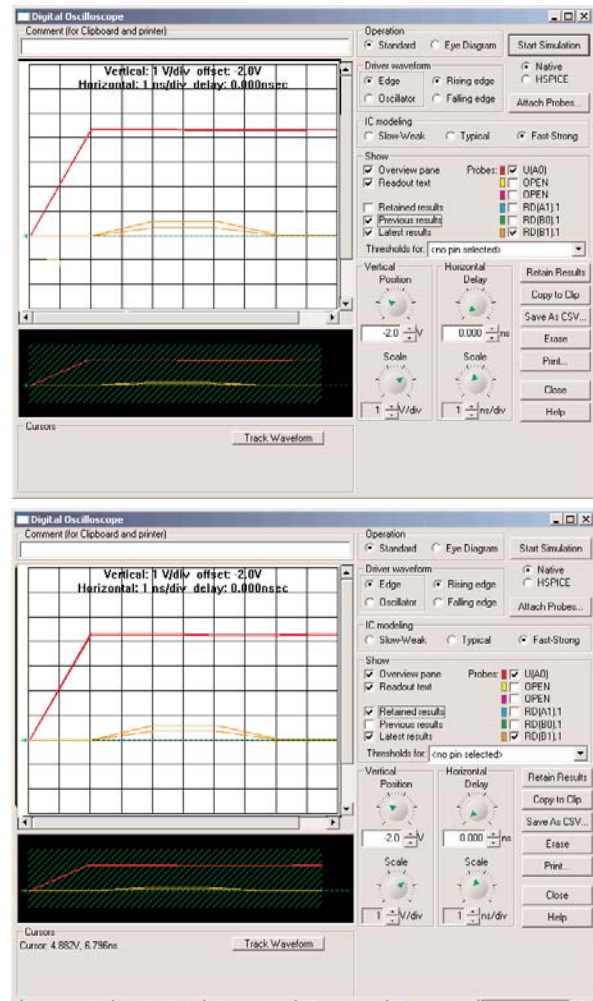 Digital Oscilloscope
Comment (for Clipboard and printer)
Vertical: 1 V/div offset: -2.0V
Horizontal: 1 ns/div delay: 0.000nsec
Operation
Standard Eye Diagram
Start Simulation
Driver waveform
Edge Rising edge
Oscillator Falling edge
Native
HSPICE
Attach Probes...
IC modeling
Slow-Weak Typical Fast-Strong
Show
Overview pane Probes: U(A0)
Readout text OPEN
OPEN
Retained results RD(A1).1
Previous results RD(B0).1
Latest results RD(B1).1
Thresholds for: <no pin selected>
Vertical
Position
-2.0 V
Scale
1 V/div
Horizontal
Delay
0.000 ns
Scale
1 ns/div
Retain Results
Copy to Clip
Save As CSV...
Erase
Print...
Close
Help
Cursors
Track Waveform
Digital Oscilloscope
Comment (for Clipboard and printer)
Vertical: 1 V/div offset: -2.0V
Horizontal: 1 ns/div delay: 0.000nsec
Operation
Standard Eye Diagram
Start Simulation
Driver waveform
Edge Rising edge
Oscillator Falling edge
Native
HSPICE
Attach Probes...
IC modeling
Slow-Weak Typical Fast-Strong
Show
Overview pane Probes: U(A0)
Readout text OPEN
OPEN
Retained results RD(A1).1
Previous results RD(B0).1
Latest results RD(B1).1
Thresholds for: <no pin selected>
Vertical
Position
-2.0 V
Scale
1 V/div
Horizontal
Delay
0.000 ns
Scale
1 ns/div
Retain Results
Copy to Clip
Save As CSV...
Erase
Print...
Close
Help
Cursors
Cursor: 4.882V, 6.796ns
Track Waveform